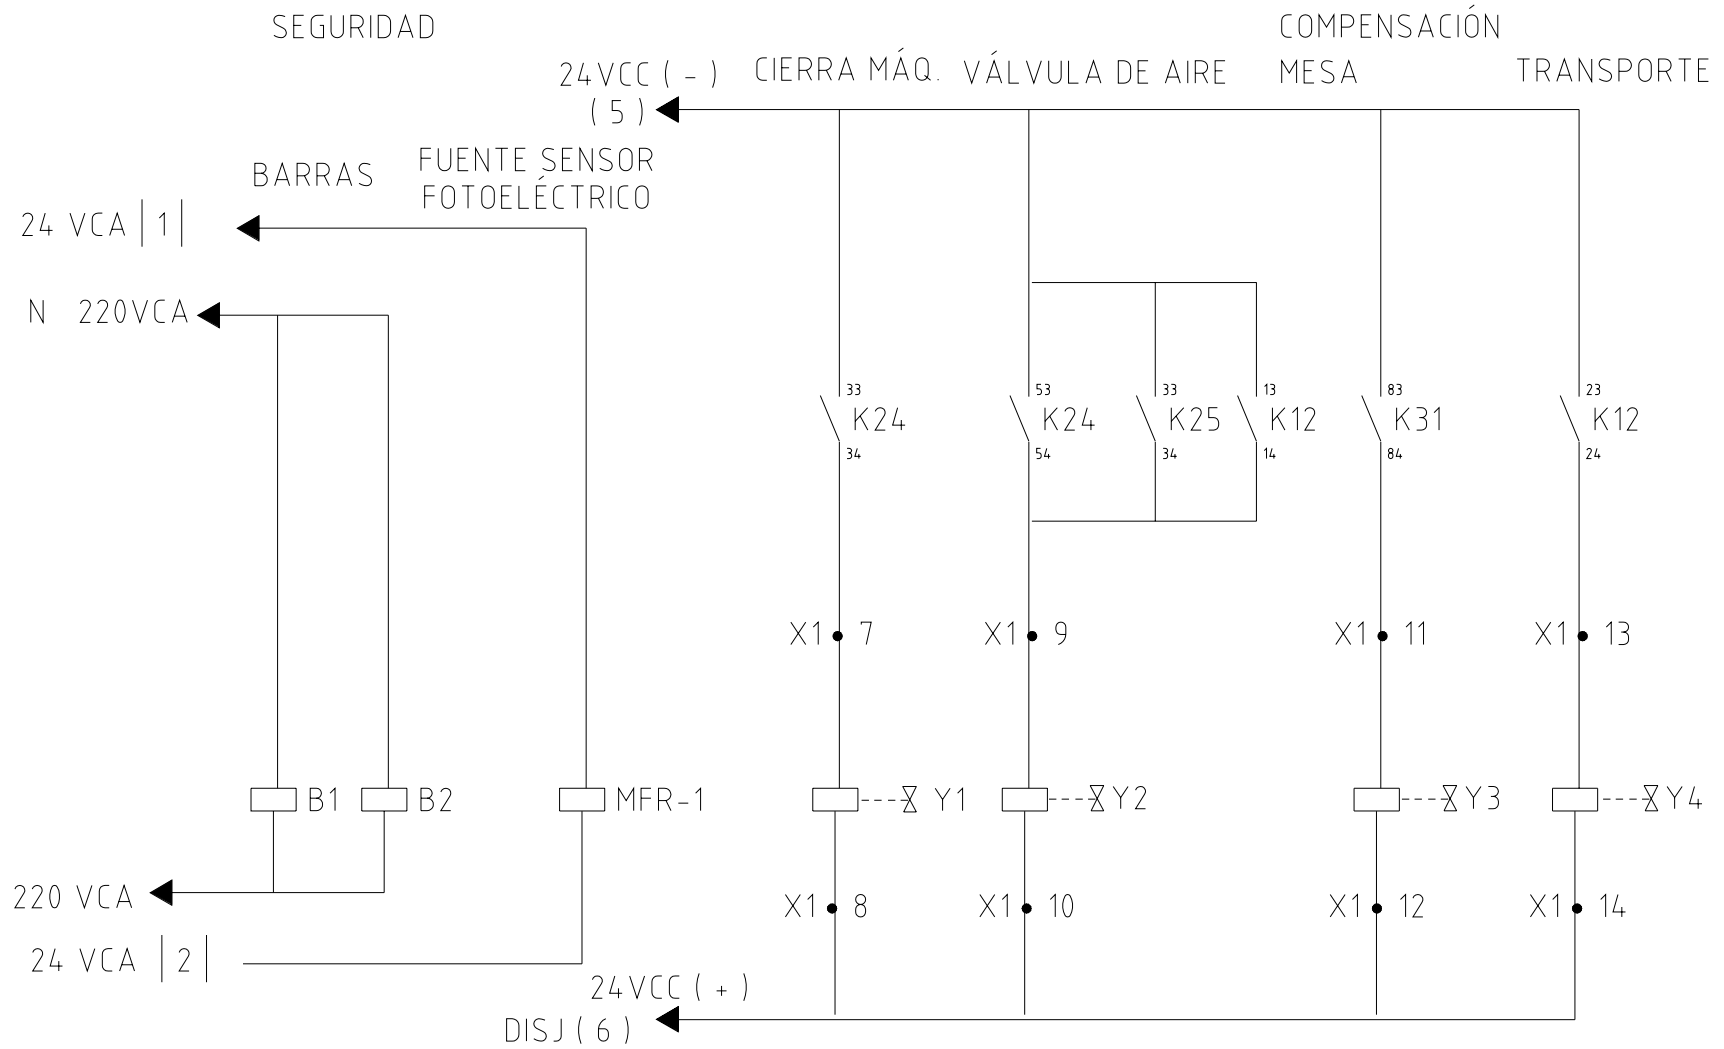 SEGURIDAD
COMPENSACIÓN
24VCC ( - )
CIERRA MÁQ.
VÁLVULA DE AIRE
MESA
TRANSPORTE
( 5 )
BARRAS
FUENTE SENSOR
FOTOELÉCTRICO
24 VCA |1|
N 220VCA
33
53
33
13
83
23
K24
K24
K25
K12
K31
K12
34
54
34
14
84
24
X1 7
X1 9
X1 11
X1 13
B1
B2
MFR-1
Y1
Y2
Y3
Y4
220 VCA
X1 8
X1 10
X1 12
X1 14
24 VCA |2|
24VCC ( + )
DISJ ( 6 )